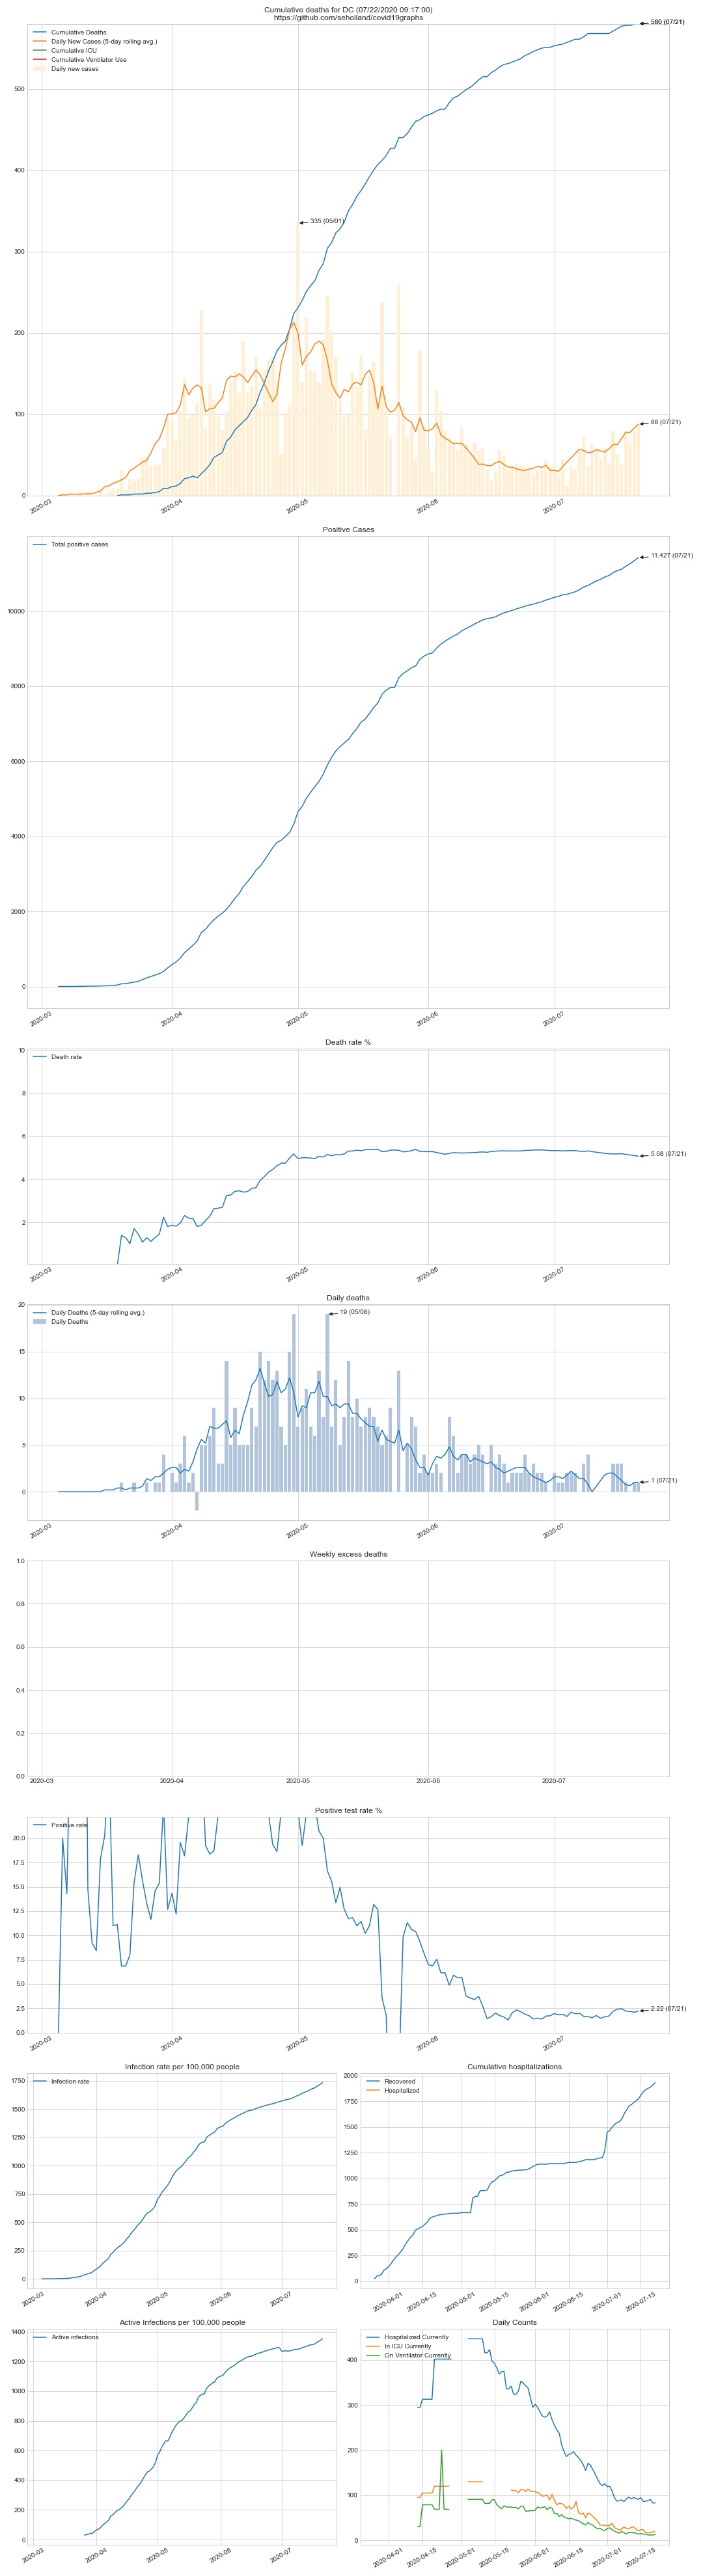 Cumulative deaths for DC (07/22/2020 09:17:00)
https://github.com/seholland/covid19graphs
Cumulative Deaths
Daily New Cases (5-day rolling avg.)
Cumulative ICU
Cumulative Ventilator Use
Daily new cases
580 (07/21)
335 (05/01)
88 (07/21)
500
400
300
200
100
0
2020-03 2020-04 2020-05 2020-06 2020-07
Positive Cases
Total positive cases
11,427 (07/21)
10000
8000
6000
4000
2000
0
2020-03 2020-04 2020-05 2020-06 2020-07
Death rate %
Death rate
5.08 (07/21)
10
8
6
4
2
2020-03 2020-04 2020-05 2020-06 2020-07
Daily deaths
Daily Deaths (5-day rolling avg.)
Daily Deaths
19 (05/08)
1 (07/21)
20
15
10
5
0
2020-03 2020-04 2020-05 2020-06 2020-07
Weekly excess deaths
1.0
0.8
0.6
0.4
0.2
0.0
2020-03 2020-04 2020-05 2020-06 2020-07
Positive test rate %
Positive rate
2.22 (07/21)
20.0
17.5
15.0
12.5
10.0
7.5
5.0
2.5
0.0
2020-03 2020-04 2020-05 2020-06 2020-07
Infection rate per 100,000 people
Infection rate
1750
1500
1250
1000
750
500
250
0
2020-03 2020-04 2020-05 2020-06 2020-07
Cumulative hospitalizations
Recovered
Hospitalized
2000
1750
1500
1250
1000
750
500
250
0
2020-04-01 2020-04-15 2020-05-01 2020-05-15 2020-06-01 2020-06-15 2020-07-01 2020-07-15
Active Infections per 100,000 people
Active infections
1400
1200
1000
800
600
400
200
0
2020-03 2020-04 2020-05 2020-06 2020-07
Daily Counts
Hospitalized Currently
In ICU Currently
On Ventilator Currently
400
300
200
100
0
2020-04-01 2020-04-15 2020-05-01 2020-05-15 2020-06-01 2020-06-15 2020-07-01 2020-07-15